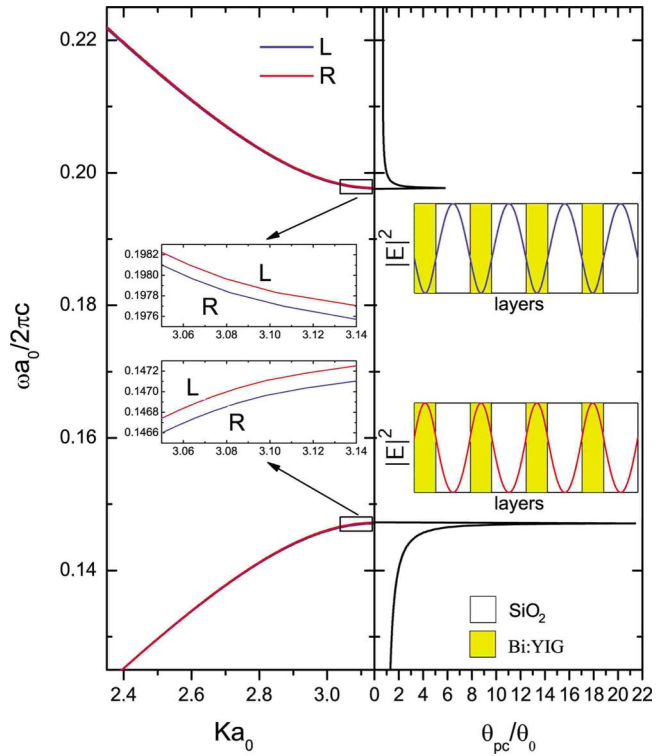 L
R
0.22
0.20
0.18
0.16
0.14
ωa₀/2πc
0.1982
0.1980
0.1978
0.1976
L
R
3.06 3.08 3.10 3.12 3.14
0.1472
0.1470
0.1468
0.1466
L
R
3.06 3.08 3.10 3.12 3.14
|E|²
layers
|E|²
layers
SiO₂
Bi:YIG
2.4 2.6 2.8 3.0
0 2 4 6 8 10 12 14 16 18 20 22
Ka₀
θpc/θ₀